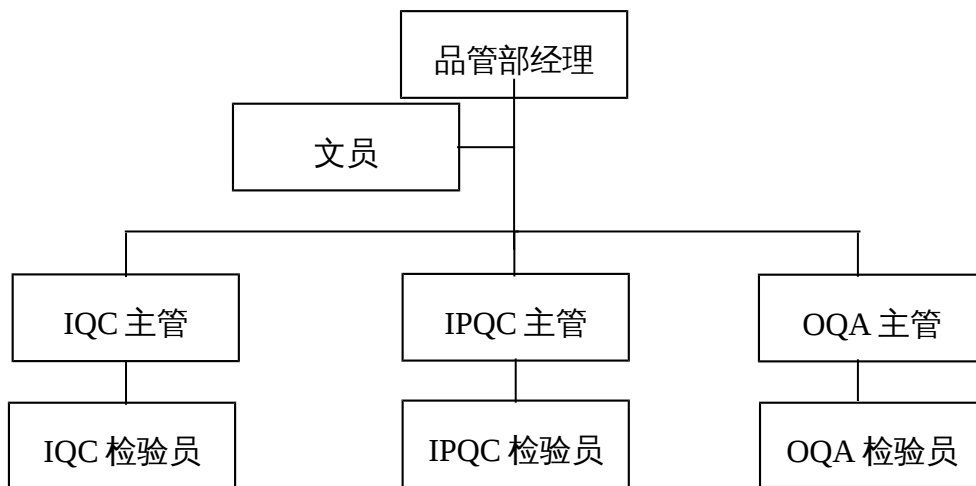 品管部经理
文员
IQC 主管
IPQC 主管
OQA 主管
IQC 检验员
IPQC 检验员
OQA 检验员